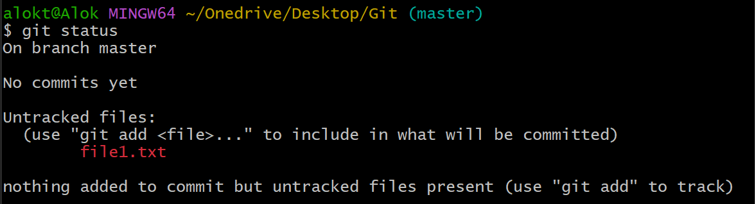 alokt@Alok MINGW64 ~/Onedrive/Desktop/Git (master)
$ git status
On branch master
No commits yet
Untracked files:
(use "git add <file>..." to include in what will be committed)
file1.txt
nothing added to commit but untracked files present (use "git add" to track)